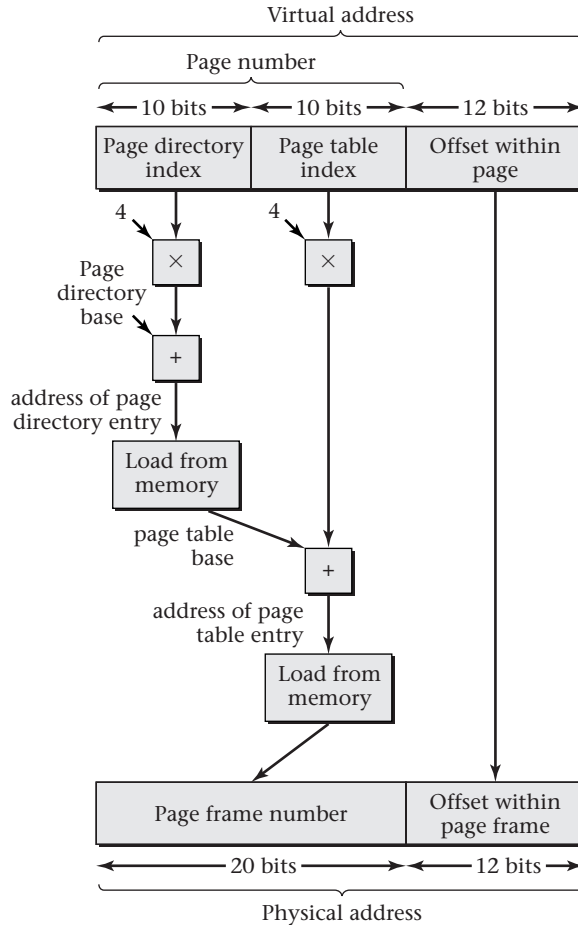 Virtual address
Page number
10 bits 10 bits 12 bits
Page directory index
Page table index
Offset within page
4
4
×
×
Page directory base
+
address of page directory entry
Load from memory
page table base
+
address of page table entry
Load from memory
Page frame number
Offset within page frame
20 bits 12 bits
Physical address